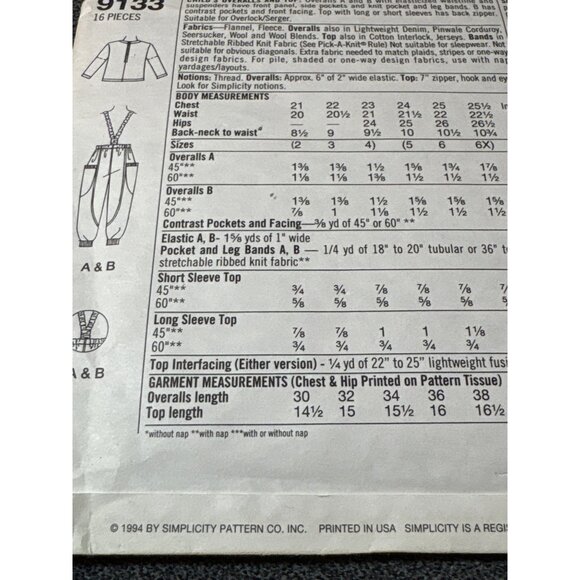 9133
16 PIECES
suspenders have front panel, side pockets and knit pocket and leg bands. B has
contrast pockets and facing. Top with long or short sleeves has back zipper.
Suitable for Overlock/Serger.
Fabrics—Flannel, Fleece. Overalls also in Lightweight Denim, Pinwale Corduroy,
Seersucker, Wool and Wool Blends. Top also in Cotton Interlock, Jerseys. Bands in
Stretchable Ribbed Knit Fabric (See Pick-A-Knit® Rule) Not suitable for sleepwear. Not
suitable for obvious diagonals. Extra fabric needed to match plaids, stripes or one-way
design fabrics. For pile, shaded or one-way design fabrics, use nap
yardages/layouts.
Notions: Thread. Overalls: Approx. 6" of 2" wide elastic. Top: 7" zipper, hook and ey
Look for Simplicity notions.
BODY MEASUREMENTS
Chest 21 22 23 24 25 25½ In
Waist 20 20½ 21 21½ 22 22½
Hips — — 24 25 26 26½
Back-neck to waist 8½ 9 9½ 10 10½ 10¾
Sizes (2 3 4) (5 6 6X)
Overalls A
45"** 1⅜ 1⅜ 1½ 1⅝ 1¾ 1⅞
60"** 1⅛ 1⅛ 1⅜ 1½ 1½ 1½
Overalls B
45"** 1⅜ 1⅜ 1½ 1½ 1⅝ 1⅝
60"** ⅞ 1 1⅛ 1⅜ 1½ 1½
Contrast Pockets and Facing—⅜ yd of 45" or 60" **
Elastic A, B- 1⅝ yds of 1" wide
Pocket and Leg Bands A, B — 1/4 yd of 18" to 20" tubular or 36" t
stretchable ribbed knit fabric**
A & B
Short Sleeve Top
45"** ¾ ¾ ⅞ ⅞ ⅞ ⅞
60"** ⅝ ⅝ ⅝ ⅝ ⅝ ⅝
Long Sleeve Top
45"** ⅞ ⅞ 1 1 1⅛
60"** ¾ ¾ ¾ ¾ ¾
A & B
Top Interfacing (Either version) - ¼ yd of 22" to 25" lightweight fusi
GARMENT MEASUREMENTS (Chest & Hip Printed on Pattern Tissue)
Overalls length 30 32 34 36 38
Top length 14½ 15 15½ 16 16½
*without nap **with nap ***with or without nap
© 1994 BY SIMPLICITY PATTERN CO. INC. PRINTED IN USA SIMPLICITY IS A REGIS